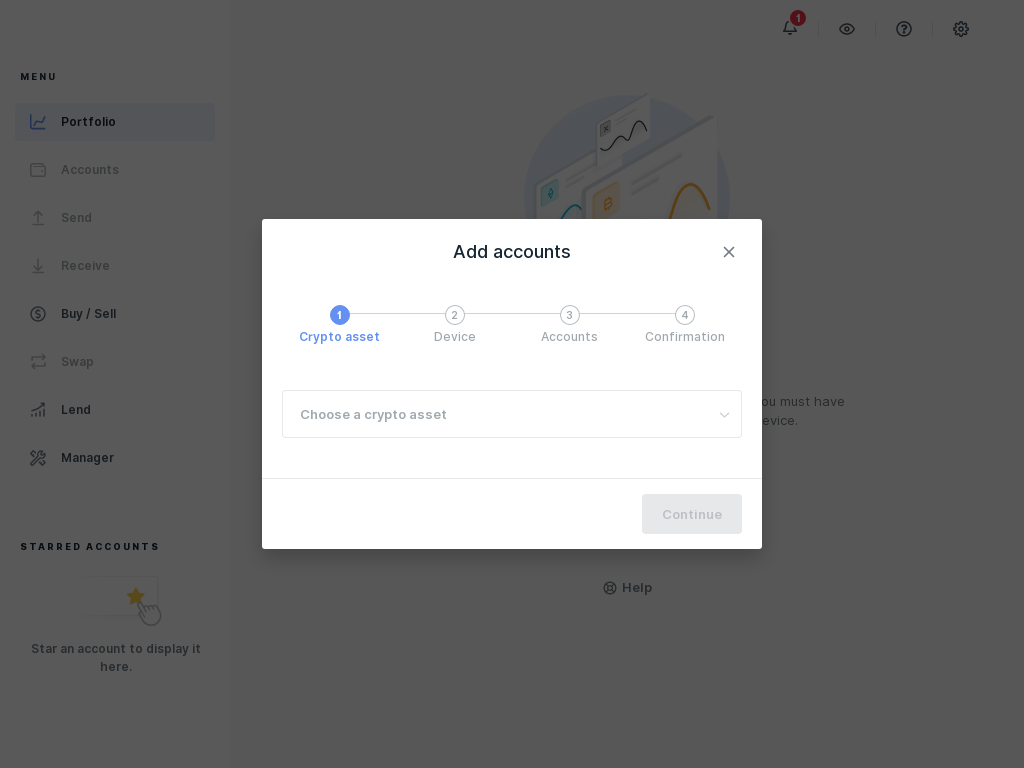 1
MENU
Portfolio
Accounts
Send
Receive
Buy / Sell
Swap
Lend
Manager
STARRED ACCOUNTS
Star an account to display it
here.
Add accounts
1
2
3
4
Crypto asset
Device
Accounts
Confirmation
Choose a crypto asset
Continue
must have
Help